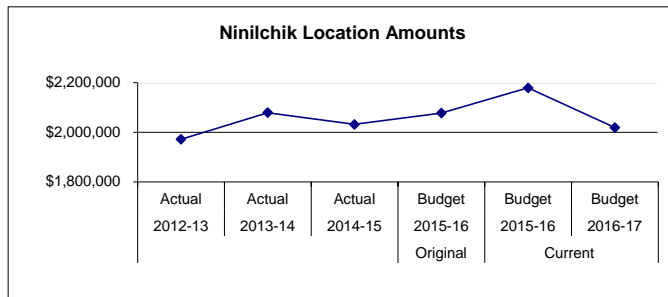 Ninilchik Location Amounts
$2,200,000
$2,000,000
$1,800,000
Actual Actual Actual Budget Budget Budget
2012-13 2013-14 2014-15 2015-16 2015-16 2016-17
Original Current